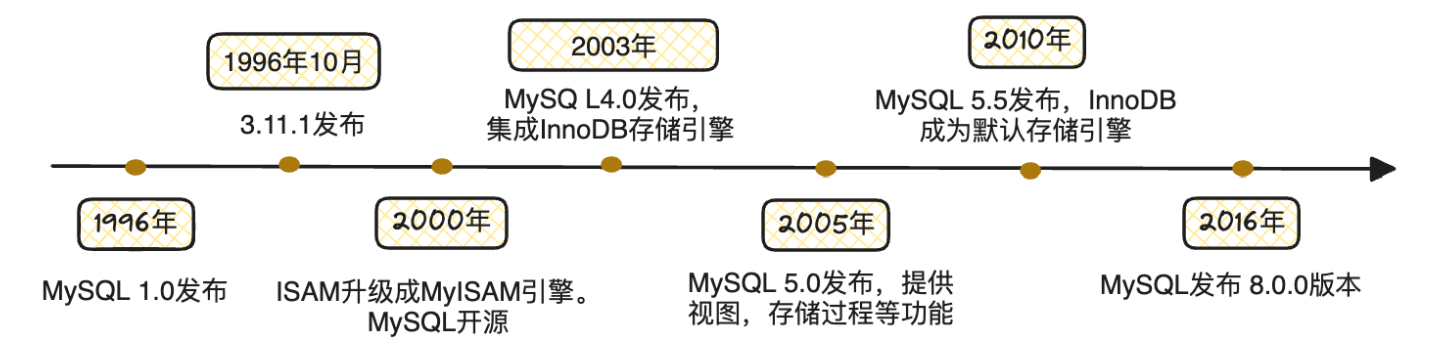 1996年
MySQL 1.0发布
1996年10月
3.11.1发布
2000年
ISAM升级成MyISAM引擎。
MySQL开源
2003年
MySQ L4.0发布，
集成InnoDB存储引擎
2005年
MySQL 5.0发布，提供
视图，存储过程等功能
2010年
MySQL 5.5发布，InnoDB
成为默认存储引擎
2016年
MySQL发布 8.0.0版本